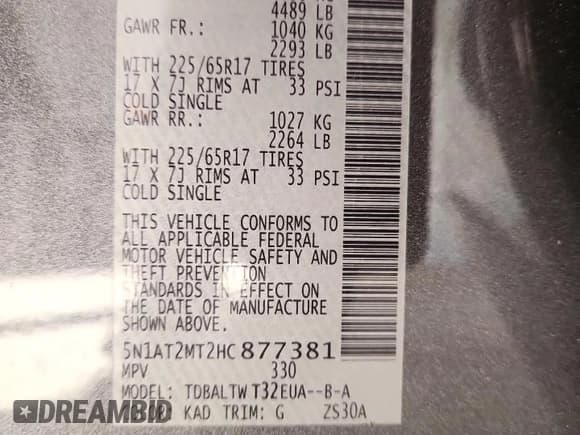 4489 LB
GAWR FR.: 1040 KG
2293 LB
WITH 225/65R17 TIRES
17 X 7J RIMS AT 33 PSI
COLD SINGLE
GAWR RR.: 1027 KG
2264 LB
WITH 225/65R17 TIRES
17 X 7J RIMS AT 33 PSI
COLD SINGLE
THIS VEHICLE CONFORMS TO
ALL APPLICABLE FEDERAL
MOTOR VEHICLE SAFETY AND
THEFT PREVENTION
STANDARDS IN EFFECT ON
THE DATE OF MANUFACTURE
SHOWN ABOVE.
5N1AT2MT2HC877381
MPV 330
MODEL: TDBALTWT32EUA--B-A
COLOR: KAD TRIM: G ZS30A
DREAMBID
.com